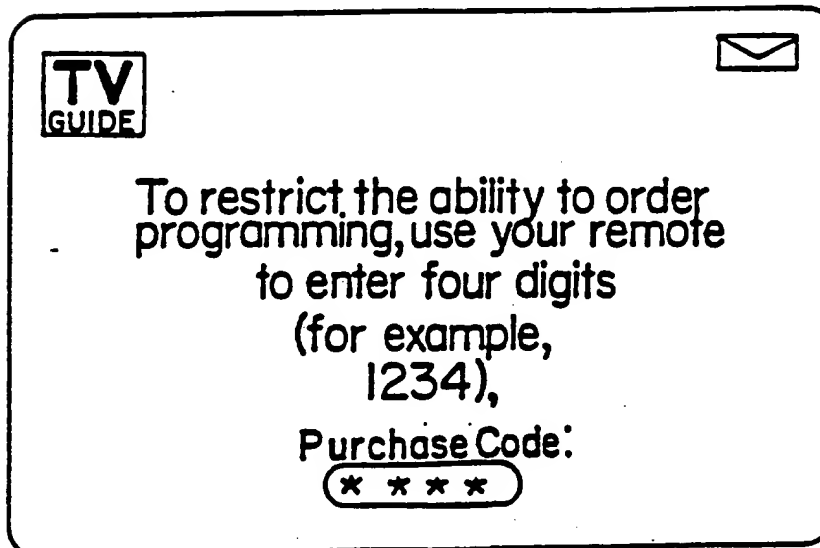 TV
GUIDE
To restrict the ability to order
programming, use your remote
to enter four digits
(for example,
1234),
Purchase Code:
* * * *